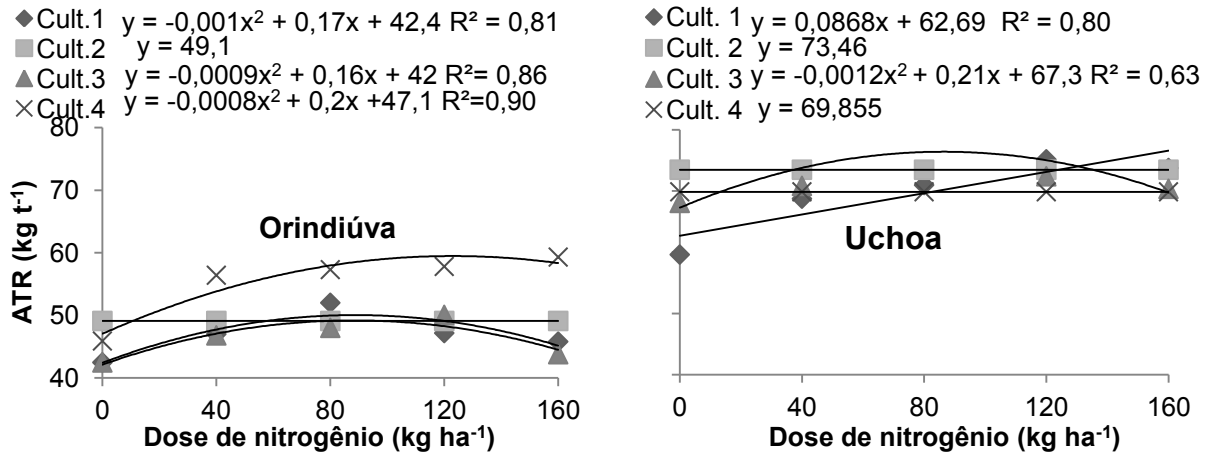 Cult.1 y = -0,001x² + 0,17x + 42,4 R² = 0,81
Cult.2 y = 49,1
Cult.3 y = -0,0009x² + 0,16x + 42 R²= 0,86
Cult.4 y = -0,0008x² + 0,2x +47,1 R²=0,90
80
70
60
50
40
ATR (kg t⁻¹)
Orindiúva
0 40 80 120 160
Dose de nitrogênio (kg ha⁻¹)
Cult. 1 y = 0,0868x + 62,69 R² = 0,80
Cult. 2 y = 73,46
Cult. 3 y = -0,0012x² + 0,21x + 67,3 R² = 0,63
Cult. 4 y = 69,855
Uchoa
0 40 80 120 160
Dose de nitrogênio (kg ha⁻¹)